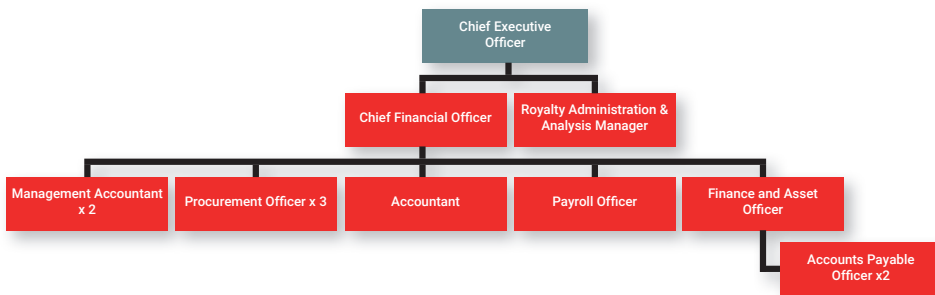 Chief Executive
Officer
Chief Financial Officer
Royalty Administration &
Analysis Manager
Management Accountant
x 2
Procurement Officer x 3
Accountant
Payroll Officer
Finance and Asset
Officer
Accounts Payable
Officer x2